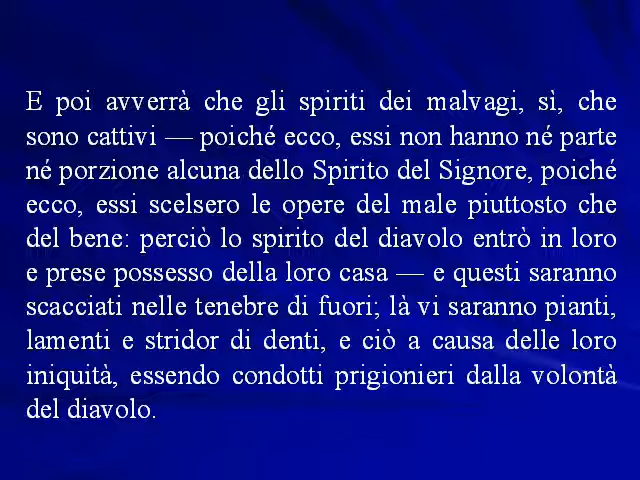 E poi avverrà che gli spiriti dei malvagi, sì, che
sono cattivi — poiché ecco, essi non hanno né parte
né porzione alcuna dello Spirito del Signore, poiché
ecco, essi scelsero le opere del male piuttosto che
del bene: perciò lo spirito del diavolo entrò in loro
e prese possesso della loro casa — e questi saranno
scacciati nelle tenebre di fuori; là vi saranno pianti,
lamenti e stridor di denti, e ciò a causa delle loro
iniquità, essendo condotti prigionieri dalla volontà
del diavolo.